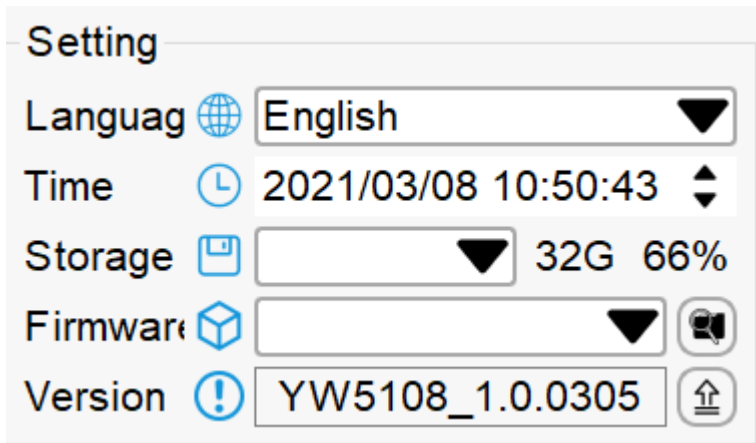 Setting
Languag English
Time 2021/03/08 10:50:43
Storage 32G 66%
Firmware
Version YW5108_1.0.0305